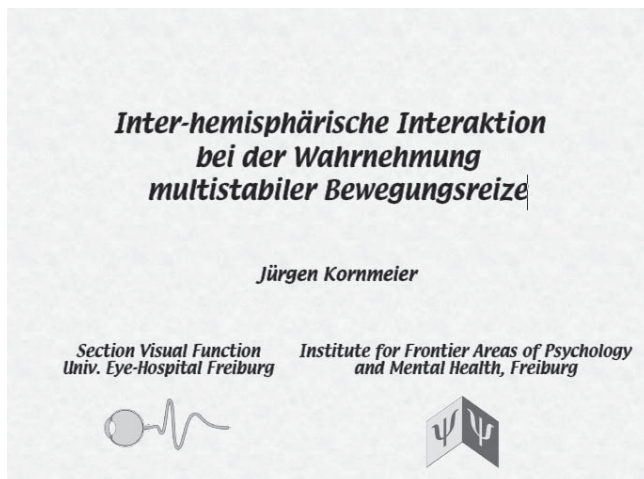 Inter-hemisphärische Interaktion
bei der Wahrnehmung
multistabiler Bewegungsreize
Jürgen Kornmeier
Section Visual Function
Univ. Eye-Hospital Freiburg
Institute for Frontier Areas of Psychology
and Mental Health, Freiburg
ψ ψ